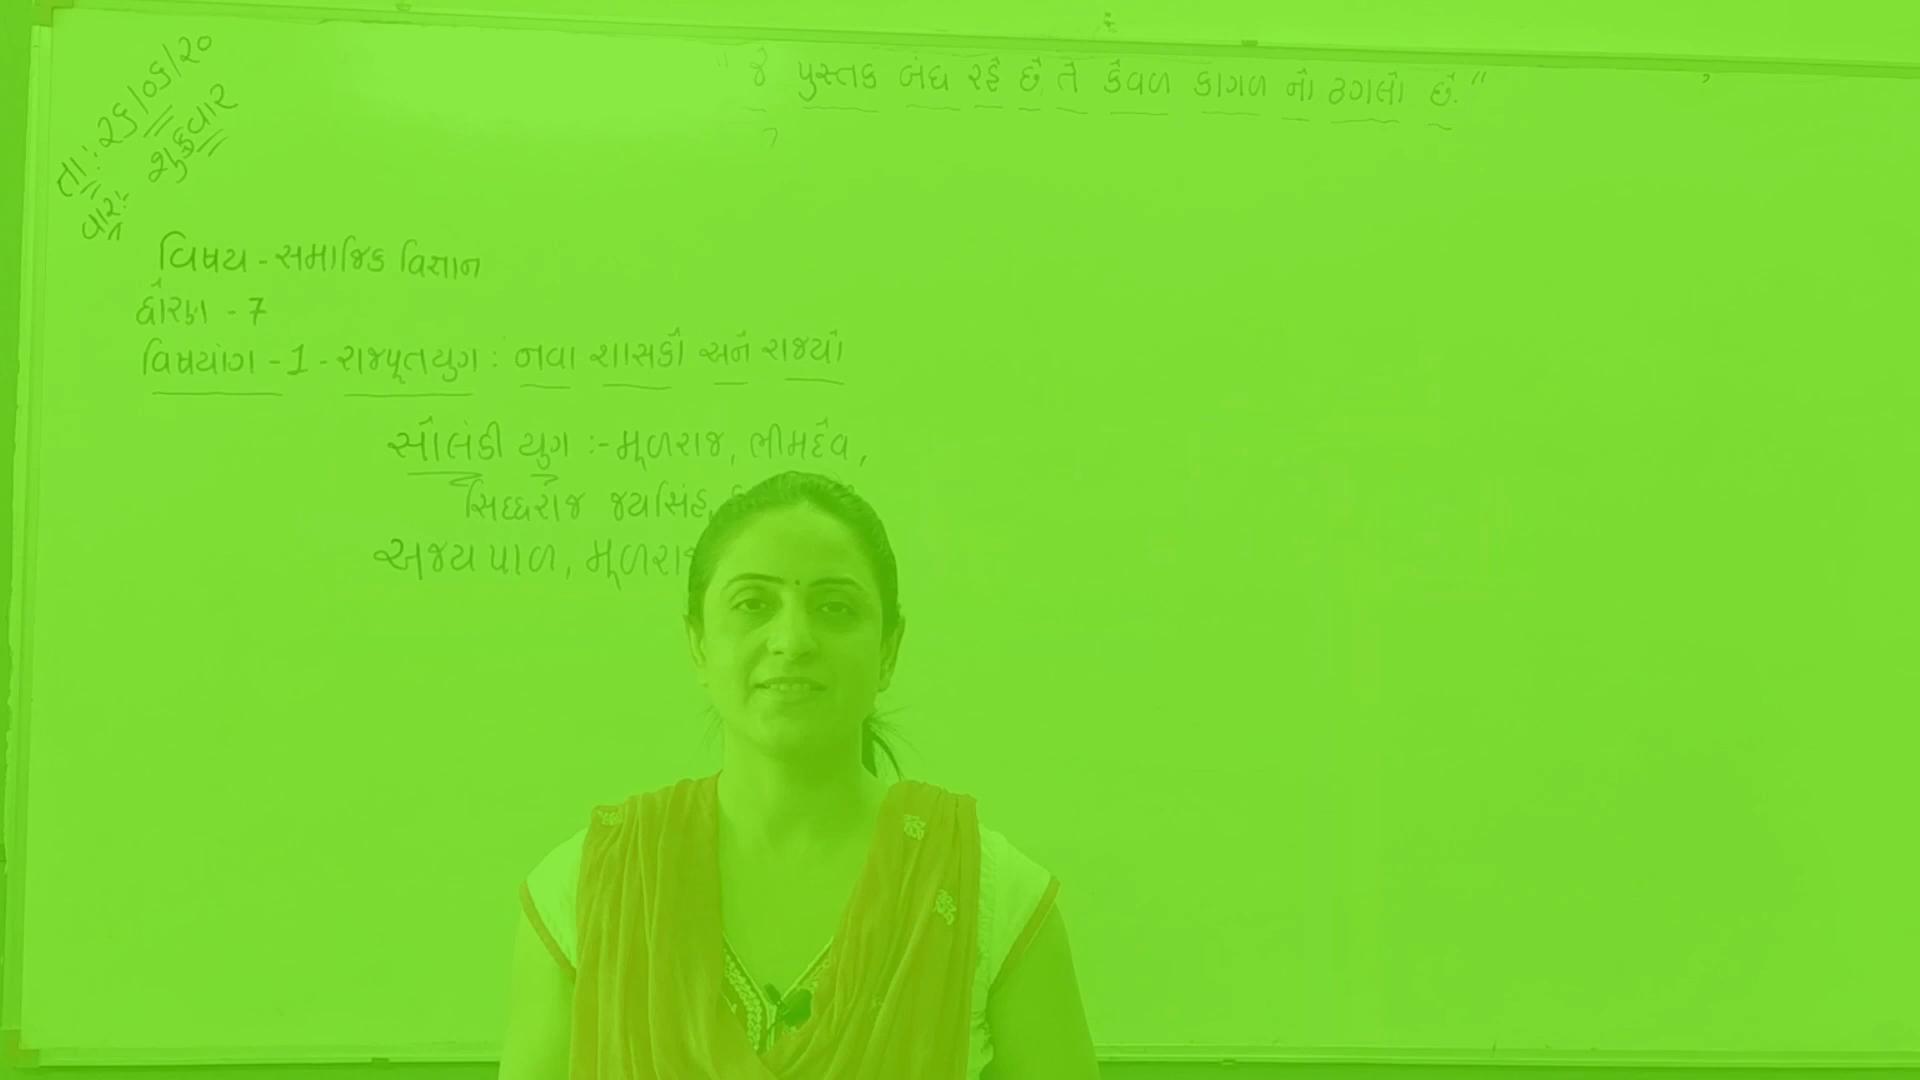 તા: ૨૬/૦૬/૨૦
વાર: શુક્રવાર
"જે પુસ્તક બંધ રહે છે તે કેવળ કાગળ નો ઢગલો છે."
વિષય - સમાજિક વિજ્ઞાન
ધોરણ - 7
વિષયાંગ - 1 - રાજપૂતયુગ : નવા શાસકો અને રાજ્યો
સોલંકી યુગ :- મૂળરાજ, ભીમદેવ,
સિદ્ધરાજ જયસિંહ,
અજયપાળ, મૂળરાજ